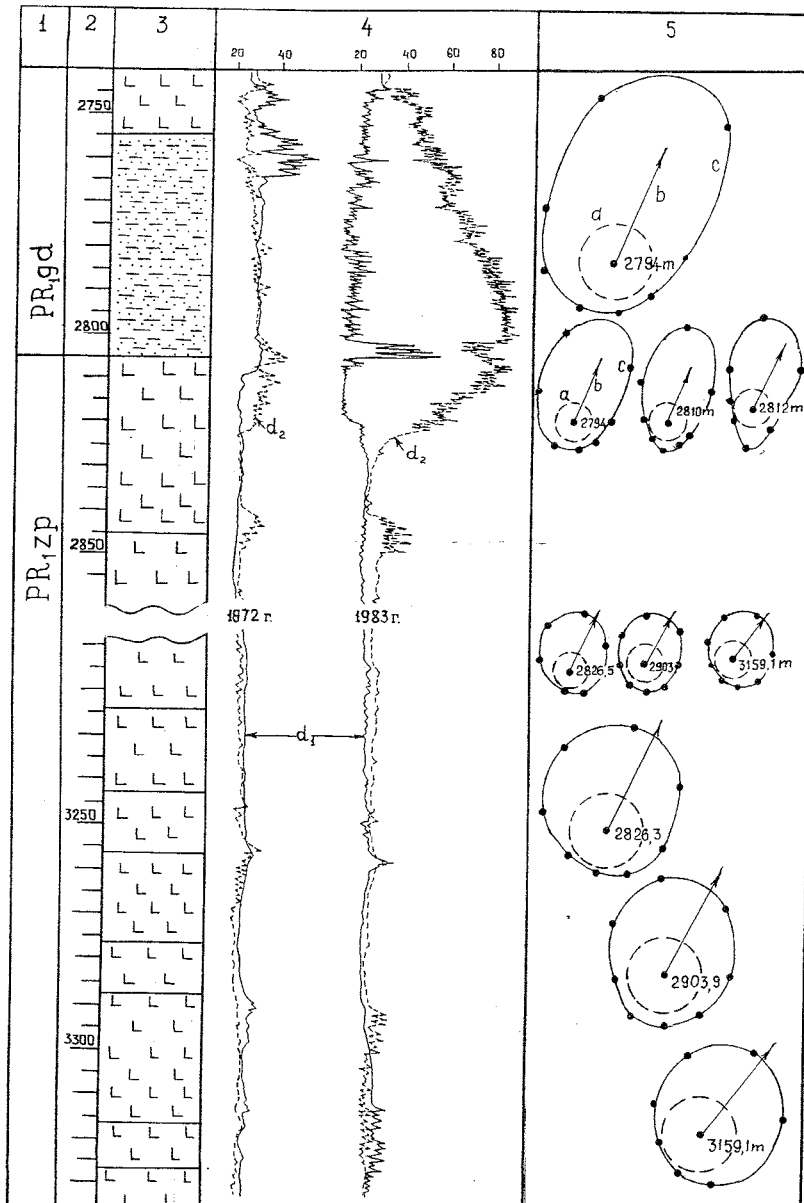 1 2 3 4 5
20 40 20 40 60 80
2750
2800
2850
3250
3300
PR₁gd
PR₁zp
d₂
d₂
1972 г.
1983 г.
d₁
a
b
c
2794m
a
b
c
2794
2810m
2812m
2826,5
2903
3159,1m
2826,3
2903,9
3159,1m